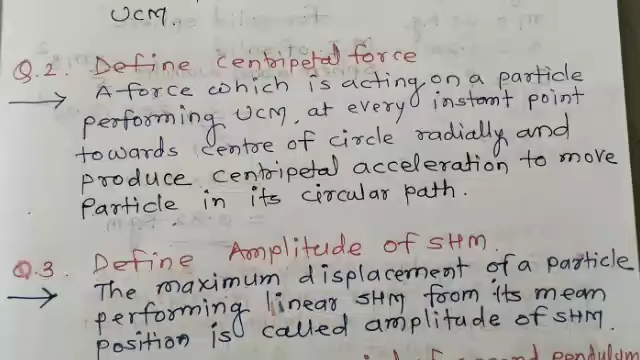 UCM.
Q.2. Define Centripetal force
→ A force which is acting on a particle
performing UCM, at every instant point
towards centre of circle radially and
produce centripetal acceleration to move
Particle in its circular path.
Q.3. Define Amplitude of SHM.
→ The maximum displacement of a particle
performing linear SHM from its mean
position is called amplitude of SHM.
pendulum